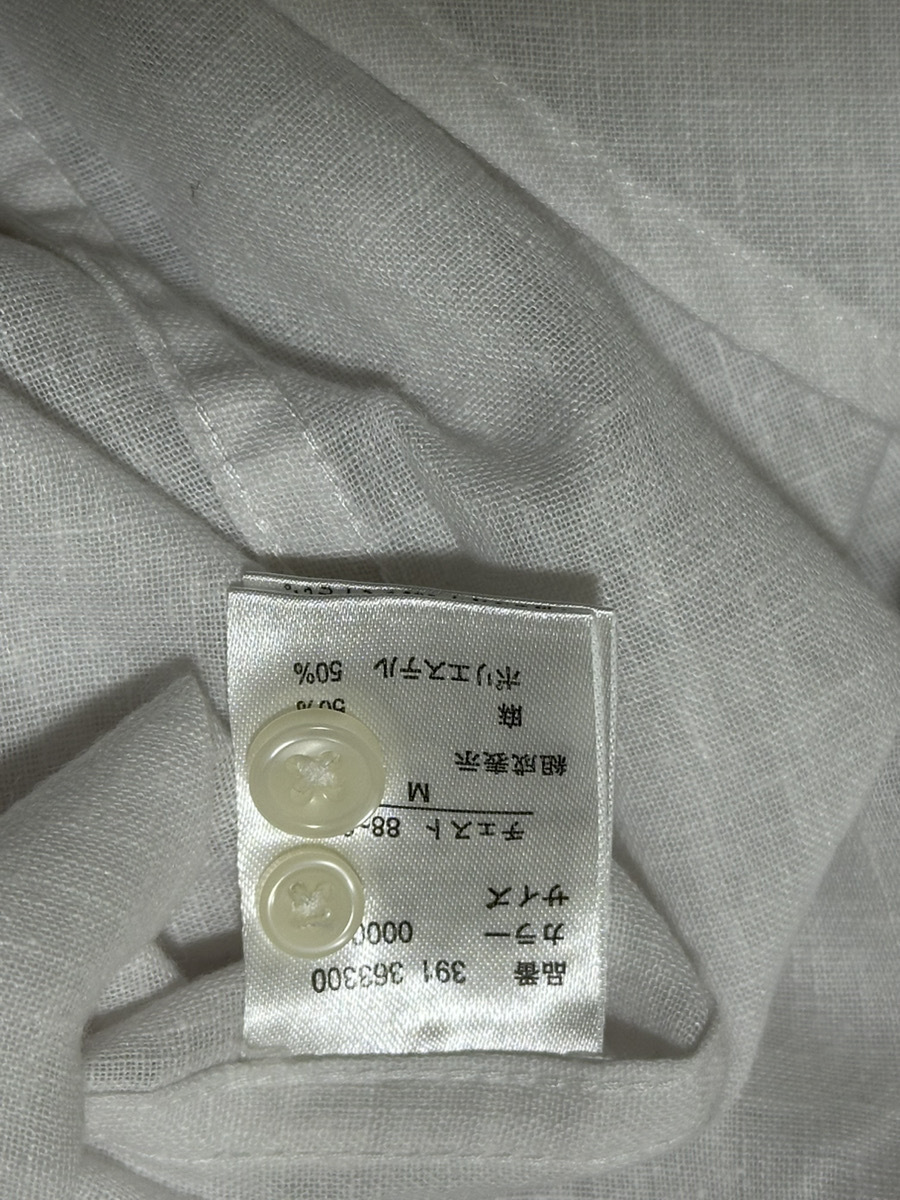 品番 391 363300
カラー 0000
サイズ
チェスト 88~
M
組成表示
麻 50%
ポリエステル 50%